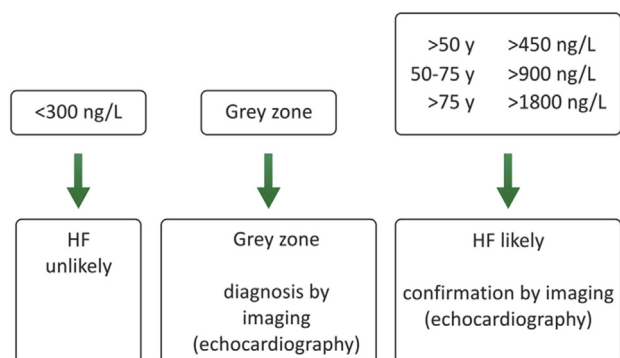 >50 y >450 ng/L
50-75 y >900 ng/L
>75 y >1800 ng/L
<300 ng/L
Grey zone
HF
unlikely
Grey zone
diagnosis by
imaging
(echocardiography)
HF likely
confirmation by imaging
(echocardiography)